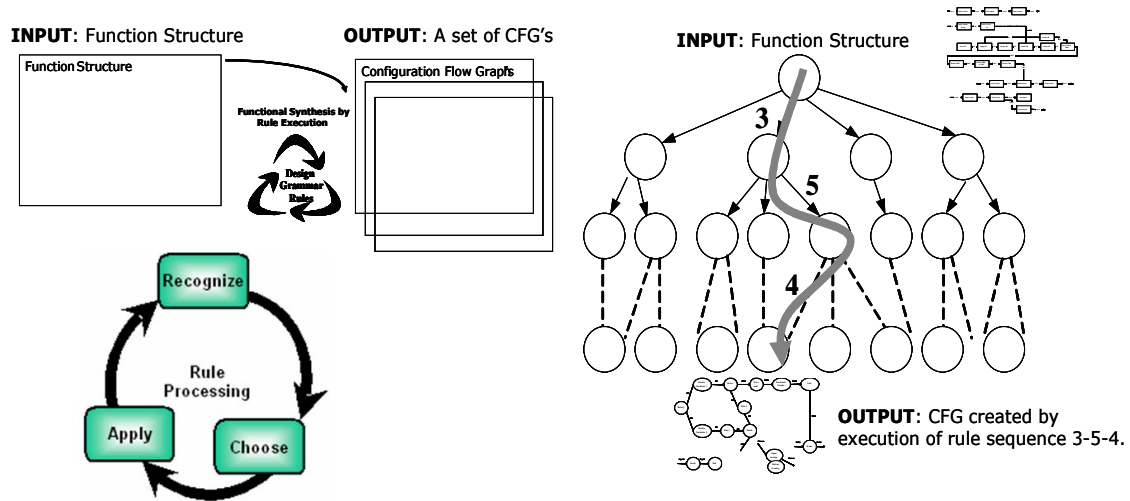 INPUT: Function Structure
OUTPUT: A set of CFG's
Function Structure
Configuration Flow Graphs
Functional Synthesis by
Rule Execution
Design
Grammar
Rules
Recognize
Rule
Processing
Apply
Choose
INPUT: Function Structure
3
5
4
OUTPUT: CFG created by
execution of rule sequence 3-5-4.